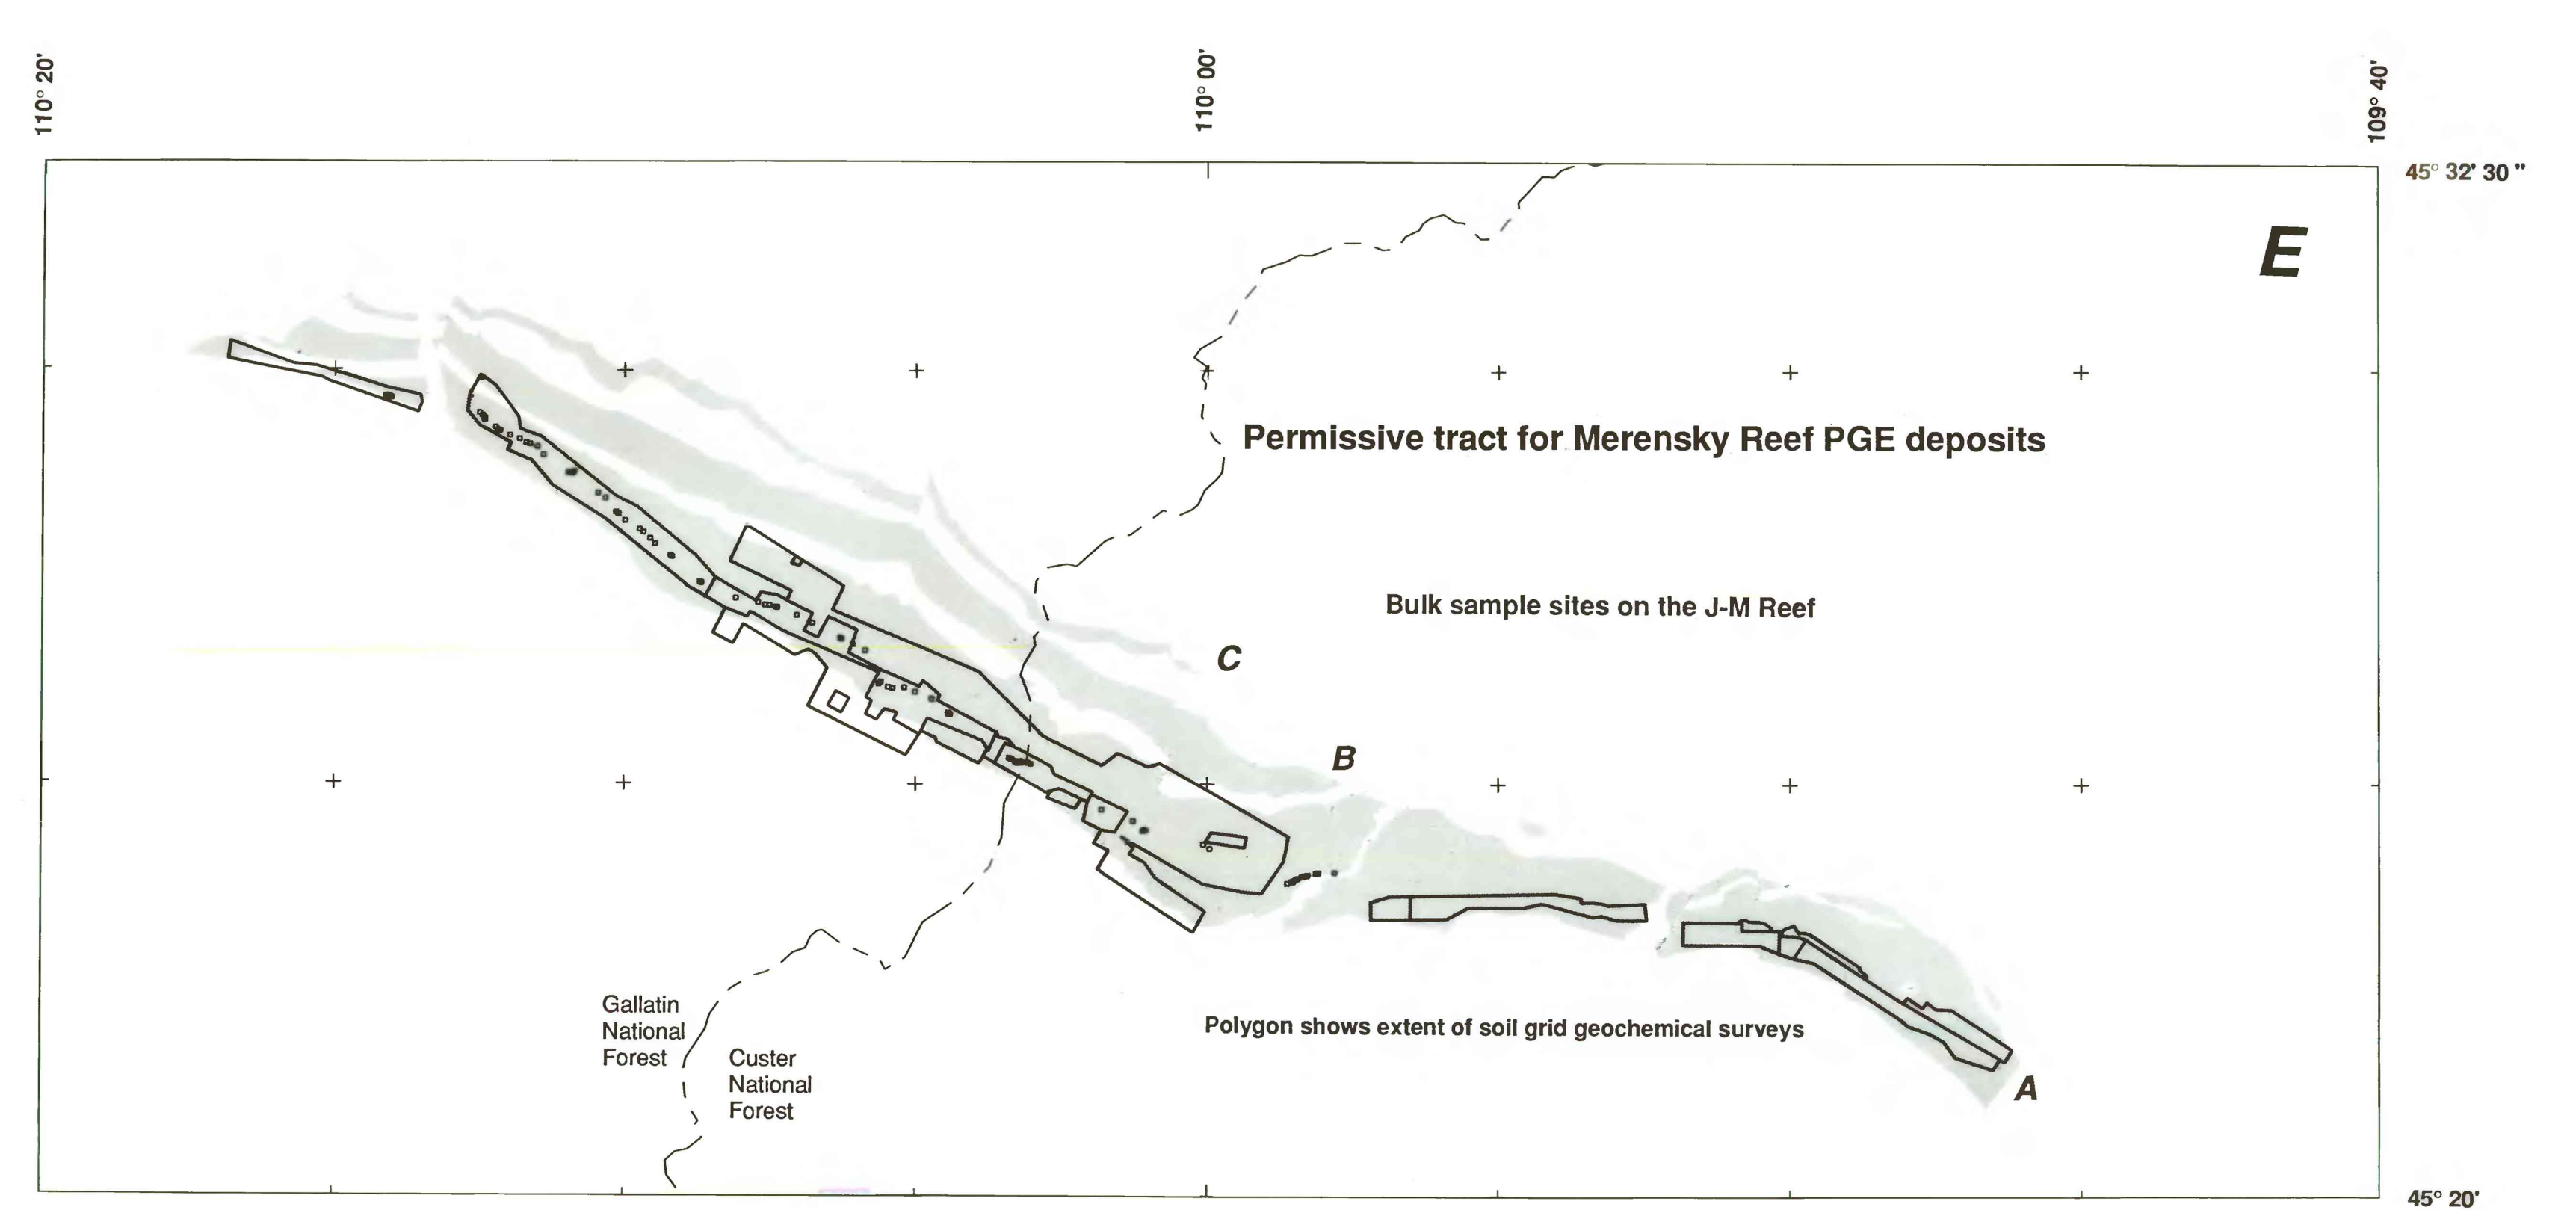 110° 20'
110° 00'
109° 40'
45° 32' 30 "
E
Permissive tract for Merensky Reef PGE deposits
Bulk sample sites on the J-M Reef
C
B
Gallatin
National
Forest
Custer
National
Forest
Polygon shows extent of soil grid geochemical surveys
A
45° 20'